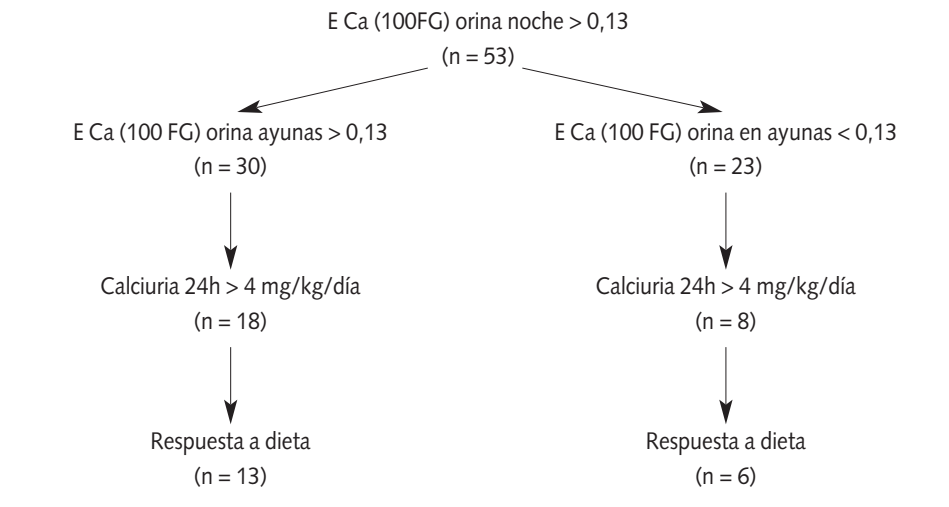 E Ca (100FG) orina noche > 0,13
(n = 53)
E Ca (100 FG) orina ayunas > 0,13
(n = 30)
E Ca (100 FG) orina en ayunas < 0,13
(n = 23)
Calciuria 24h > 4 mg/kg/día
(n = 18)
Calciuria 24h > 4 mg/kg/día
(n = 8)
Respuesta a dieta
(n = 13)
Respuesta a dieta
(n = 6)